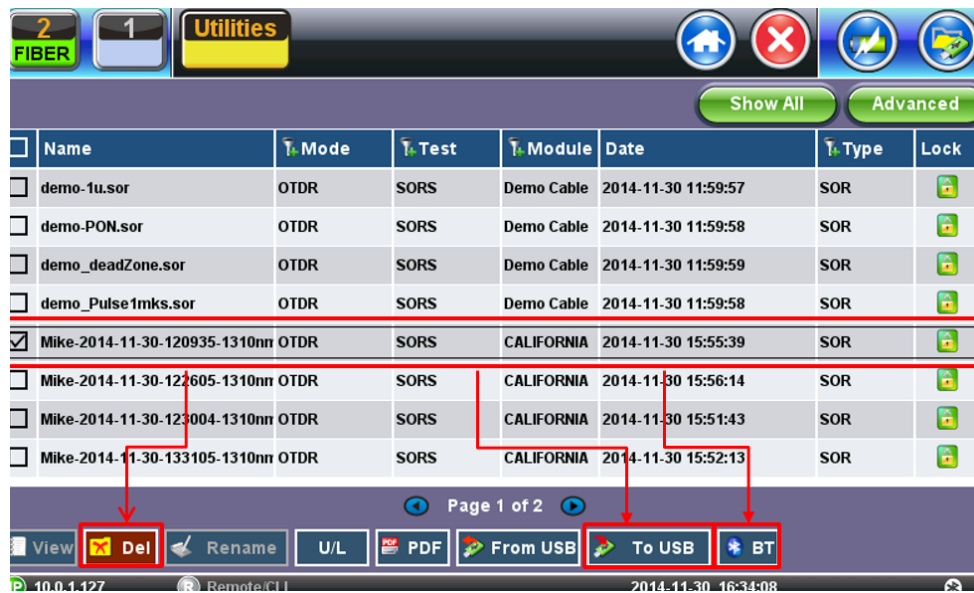 2 1 Utilities
FIBER
Show All Advanced
Name Mode Test Module Date Type Lock
demo-1u.sor OTDR SORS Demo Cable 2014-11-30 11:59:57 SOR
demo-PON.sor OTDR SORS Demo Cable 2014-11-30 11:59:58 SOR
demo_deadZone.sor OTDR SORS Demo Cable 2014-11-30 11:59:59 SOR
demo_Pulse1mks.sor OTDR SORS Demo Cable 2014-11-30 11:59:58 SOR
Mike-2014-11-30-120935-1310nm OTDR SORS CALIFORNIA 2014-11-30 15:55:39 SOR
Mike-2014-11-30-122605-1310nm OTDR SORS CALIFORNIA 2014-11-30 15:56:14 SOR
Mike-2014-11-30-123004-1310nm OTDR SORS CALIFORNIA 2014-11-30 15:51:43 SOR
Mike-2014-11-30-133105-1310nm OTDR SORS CALIFORNIA 2014-11-30 15:52:13 SOR
Page 1 of 2
View Del Rename U/L PDF From USB To USB BT
IP 10.0.1.127 R Remote/CLI 2014-11-30 16:34:08